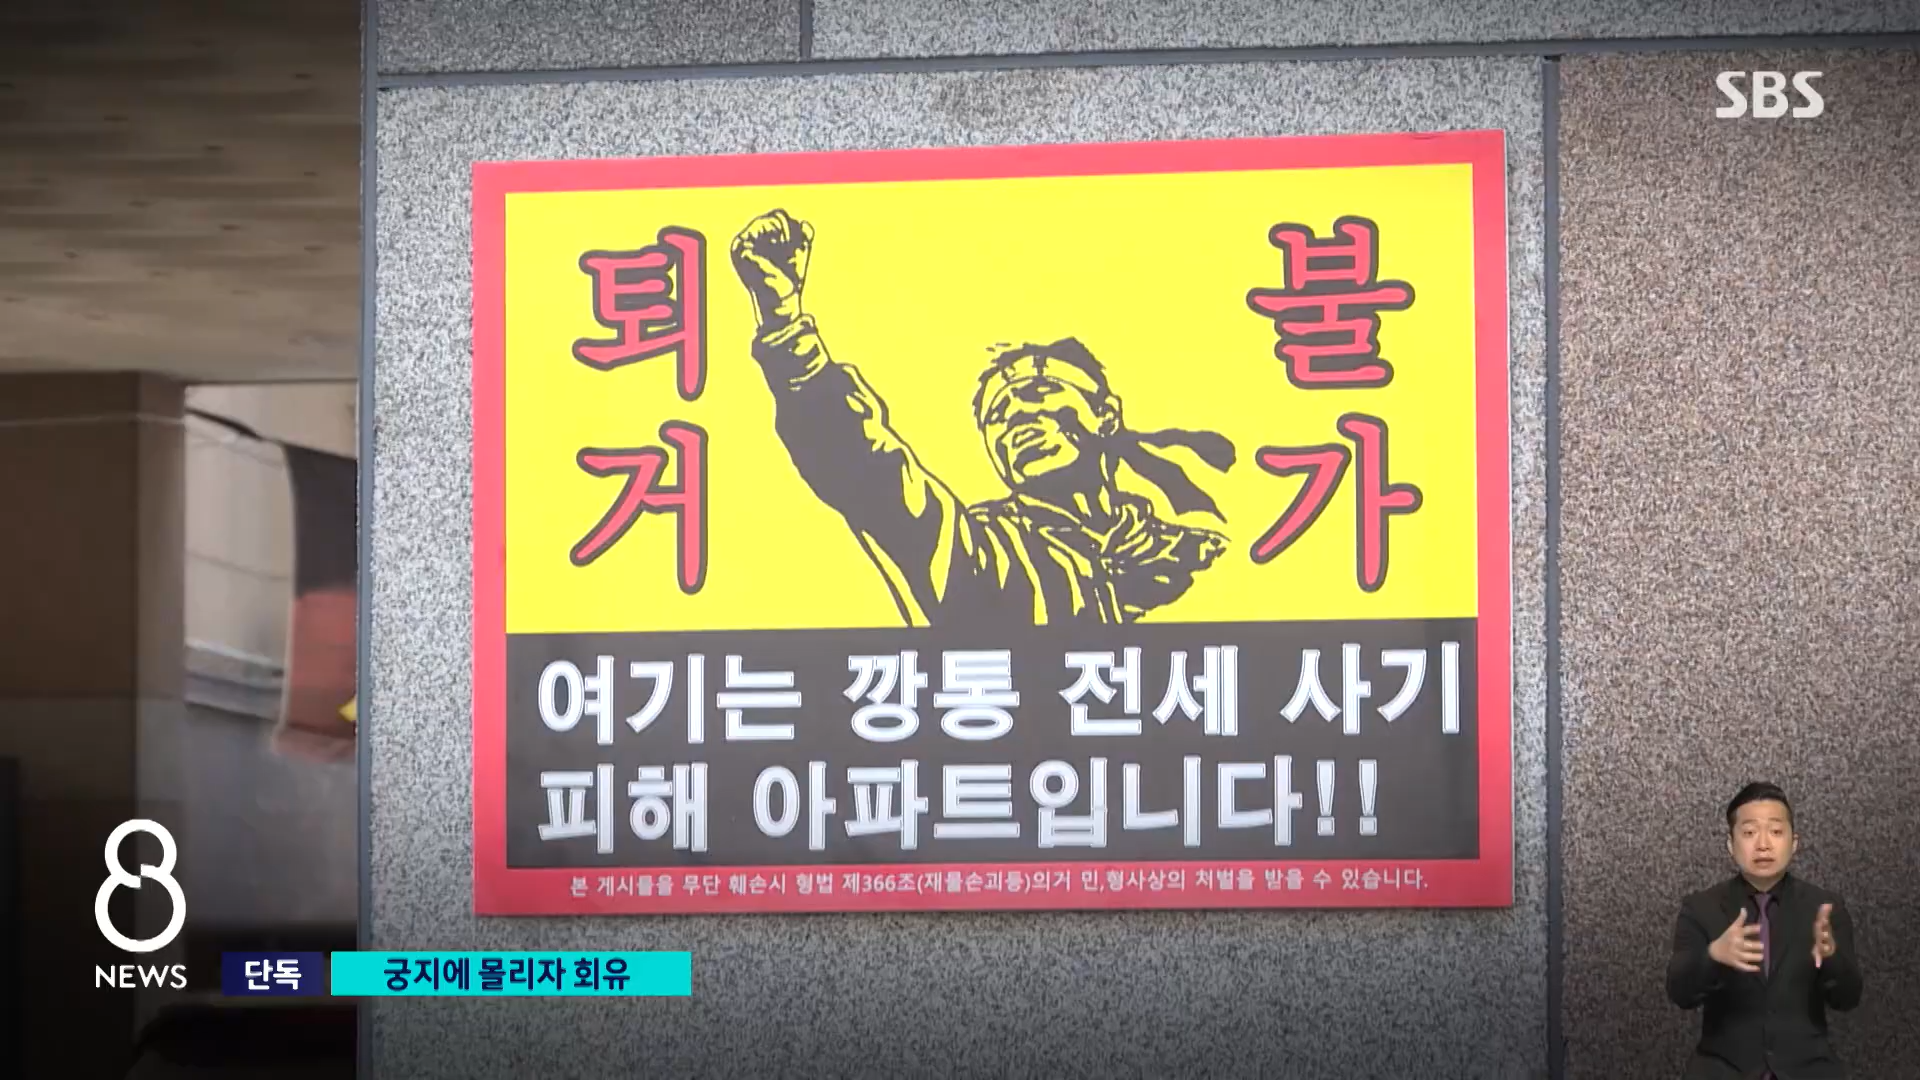 SBS
퇴거
불가
여기는 깡통 전세 사기
피해 아파트입니다!!
본 게시물을 무단 훼손시 형법 제366조(재물손괴등)의거 민,형사상의 처벌을 받을 수 있습니다.
8
NEWS
단독
궁지에 몰리자 회유